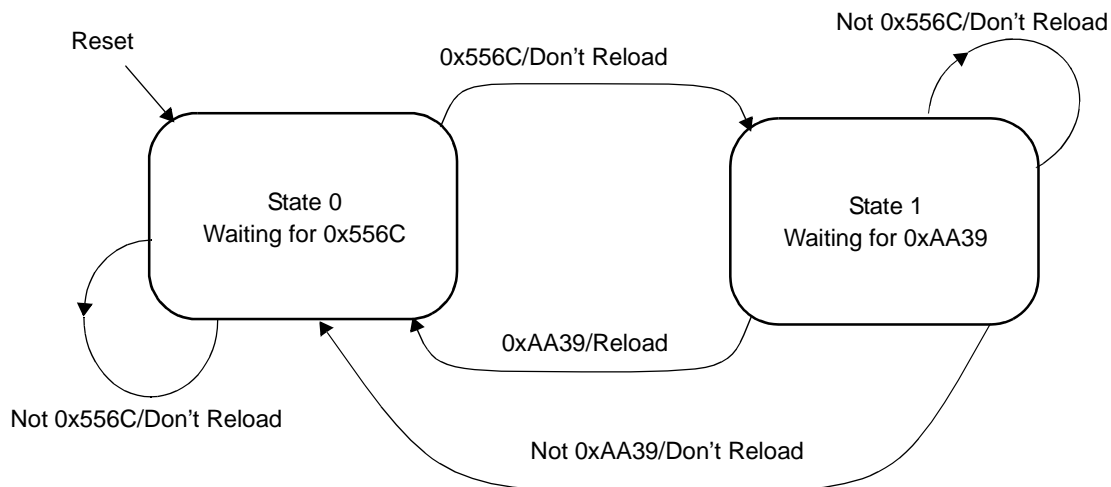 Not 0x556C/Don't Reload
Reset
0x556C/Don't Reload
State 0
Waiting for 0x556C
State 1
Waiting for 0xAA39
0xAA39/Reload
Not 0x556C/Don't Reload
Not 0xAA39/Don't Reload